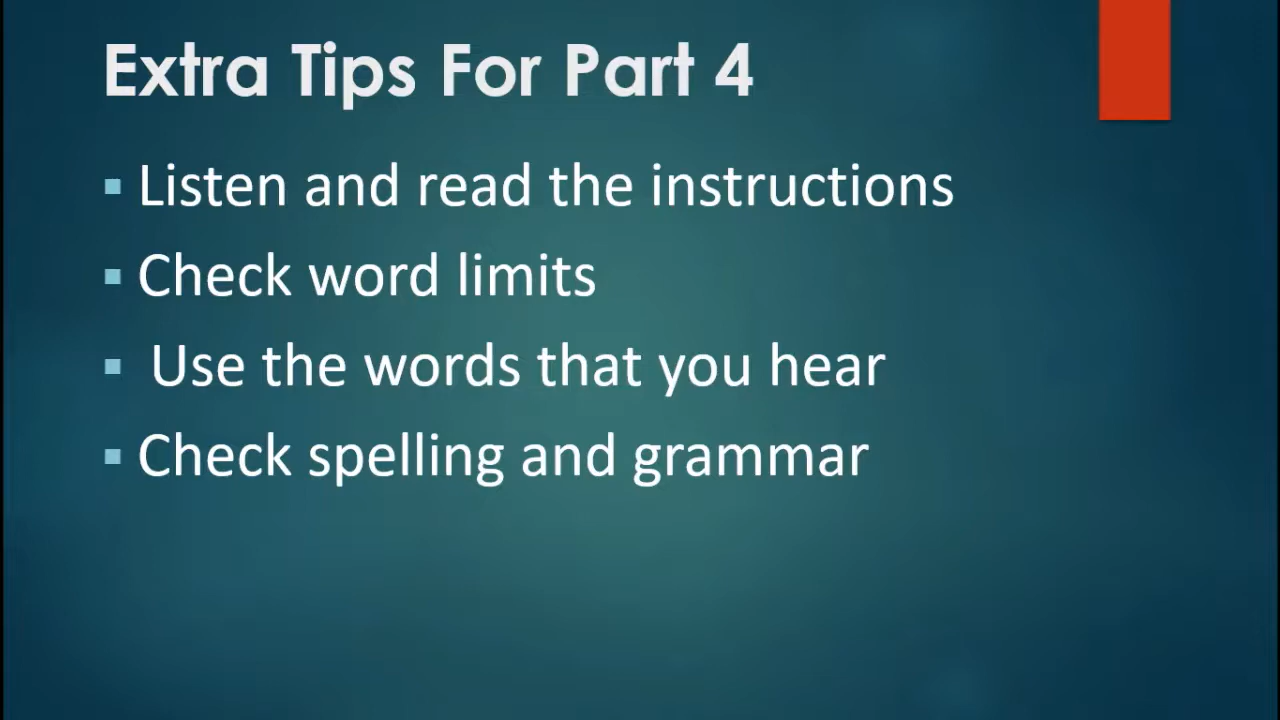 Extra Tips For Part 4
▪ Listen and read the instructions
▪ Check word limits
▪ Use the words that you hear
▪ Check spelling and grammar